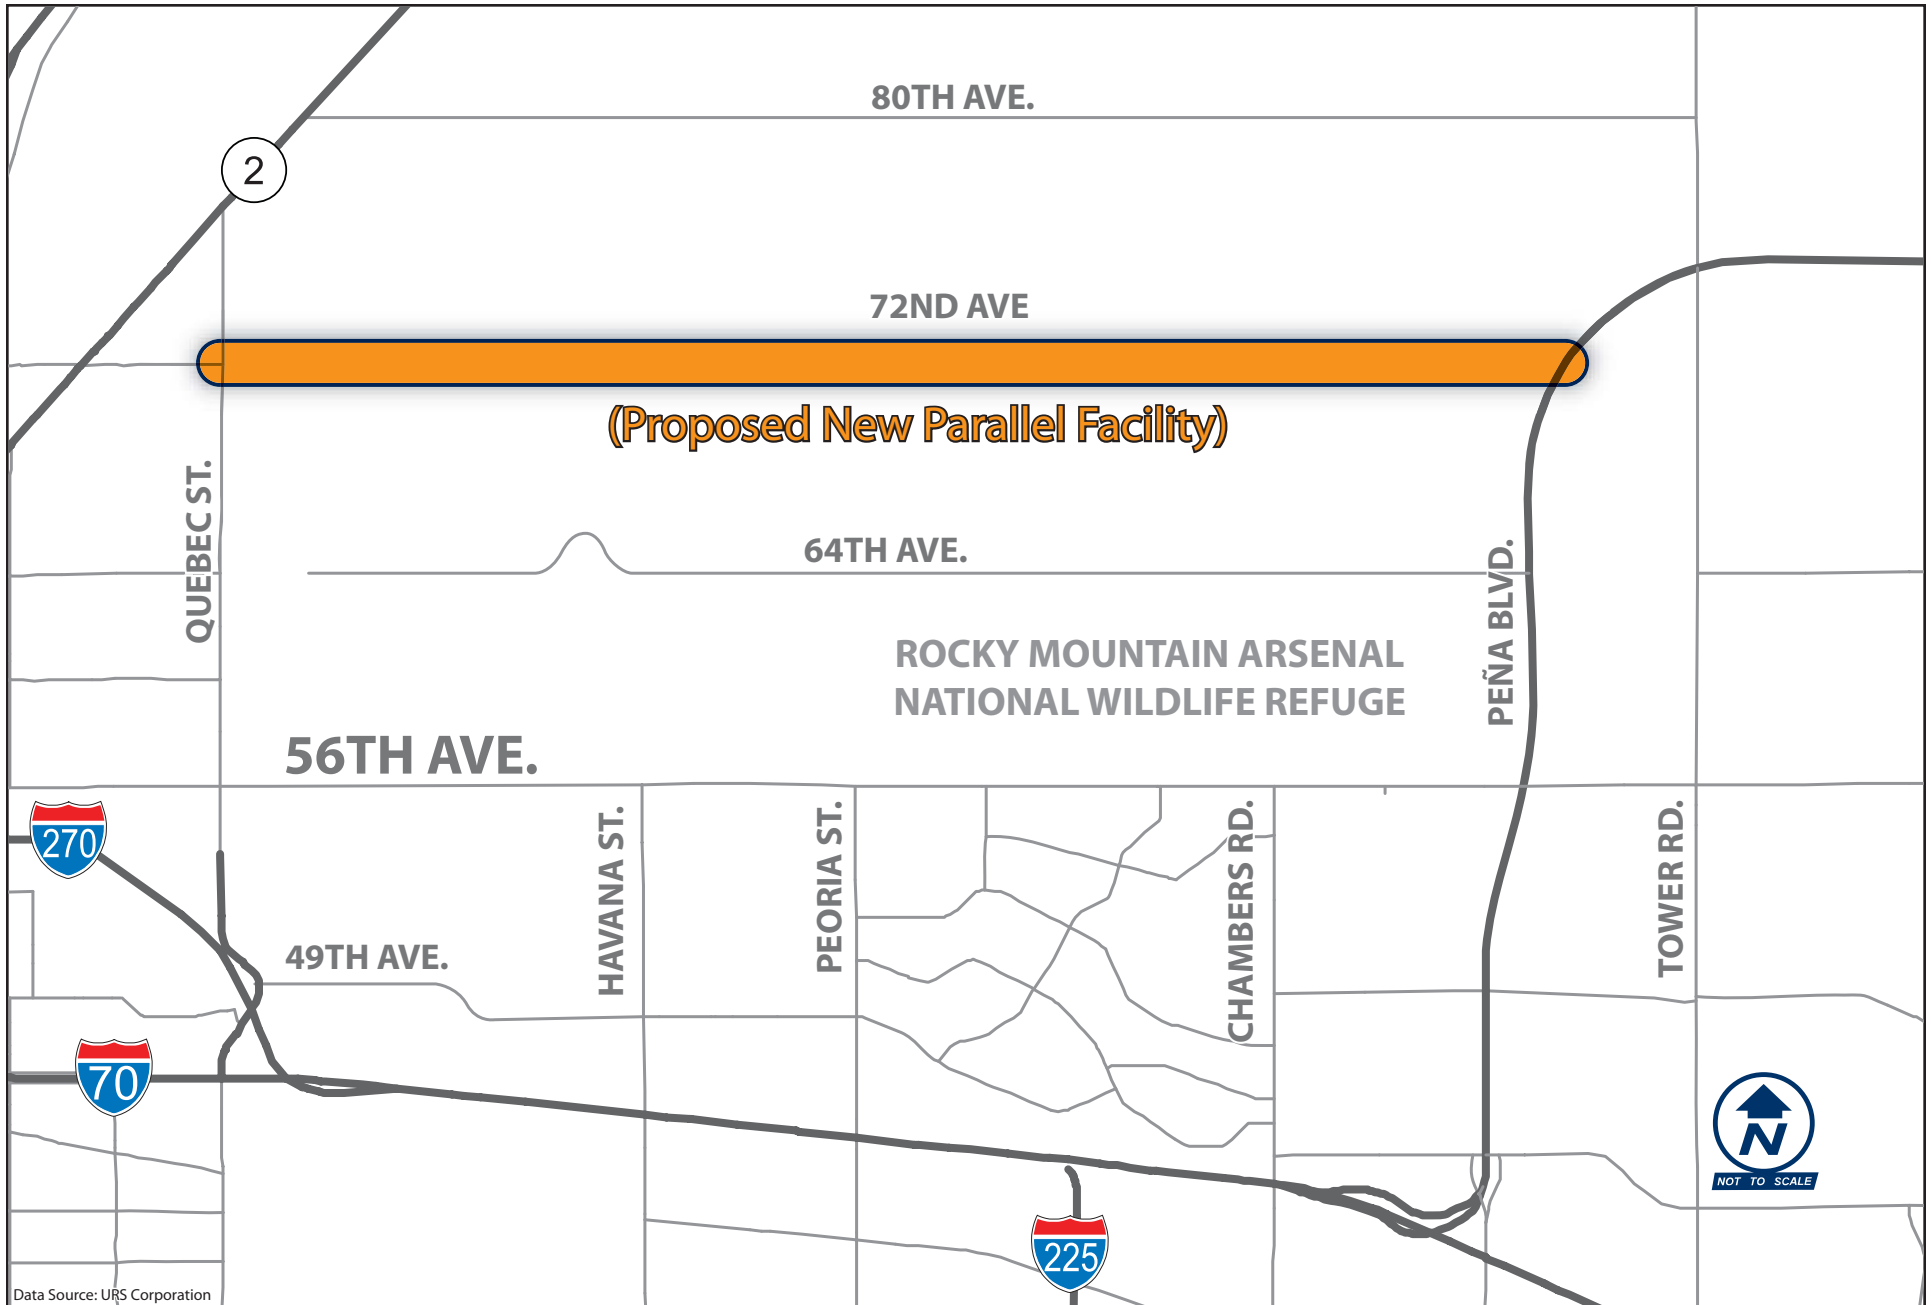 80TH AVE.
2
72ND AVE
(Proposed New Parallel Facility)
QUEBEC ST.
64TH AVE.
PEÑA BLVD.
ROCKY MOUNTAIN ARSENAL
NATIONAL WILDLIFE REFUGE
56TH AVE.
270
HAVANA ST.
PEORIA ST.
CHAMBERS RD.
TOWER RD.
49TH AVE.
70
N
NOT TO SCALE
225
Data Source: URS Corporation